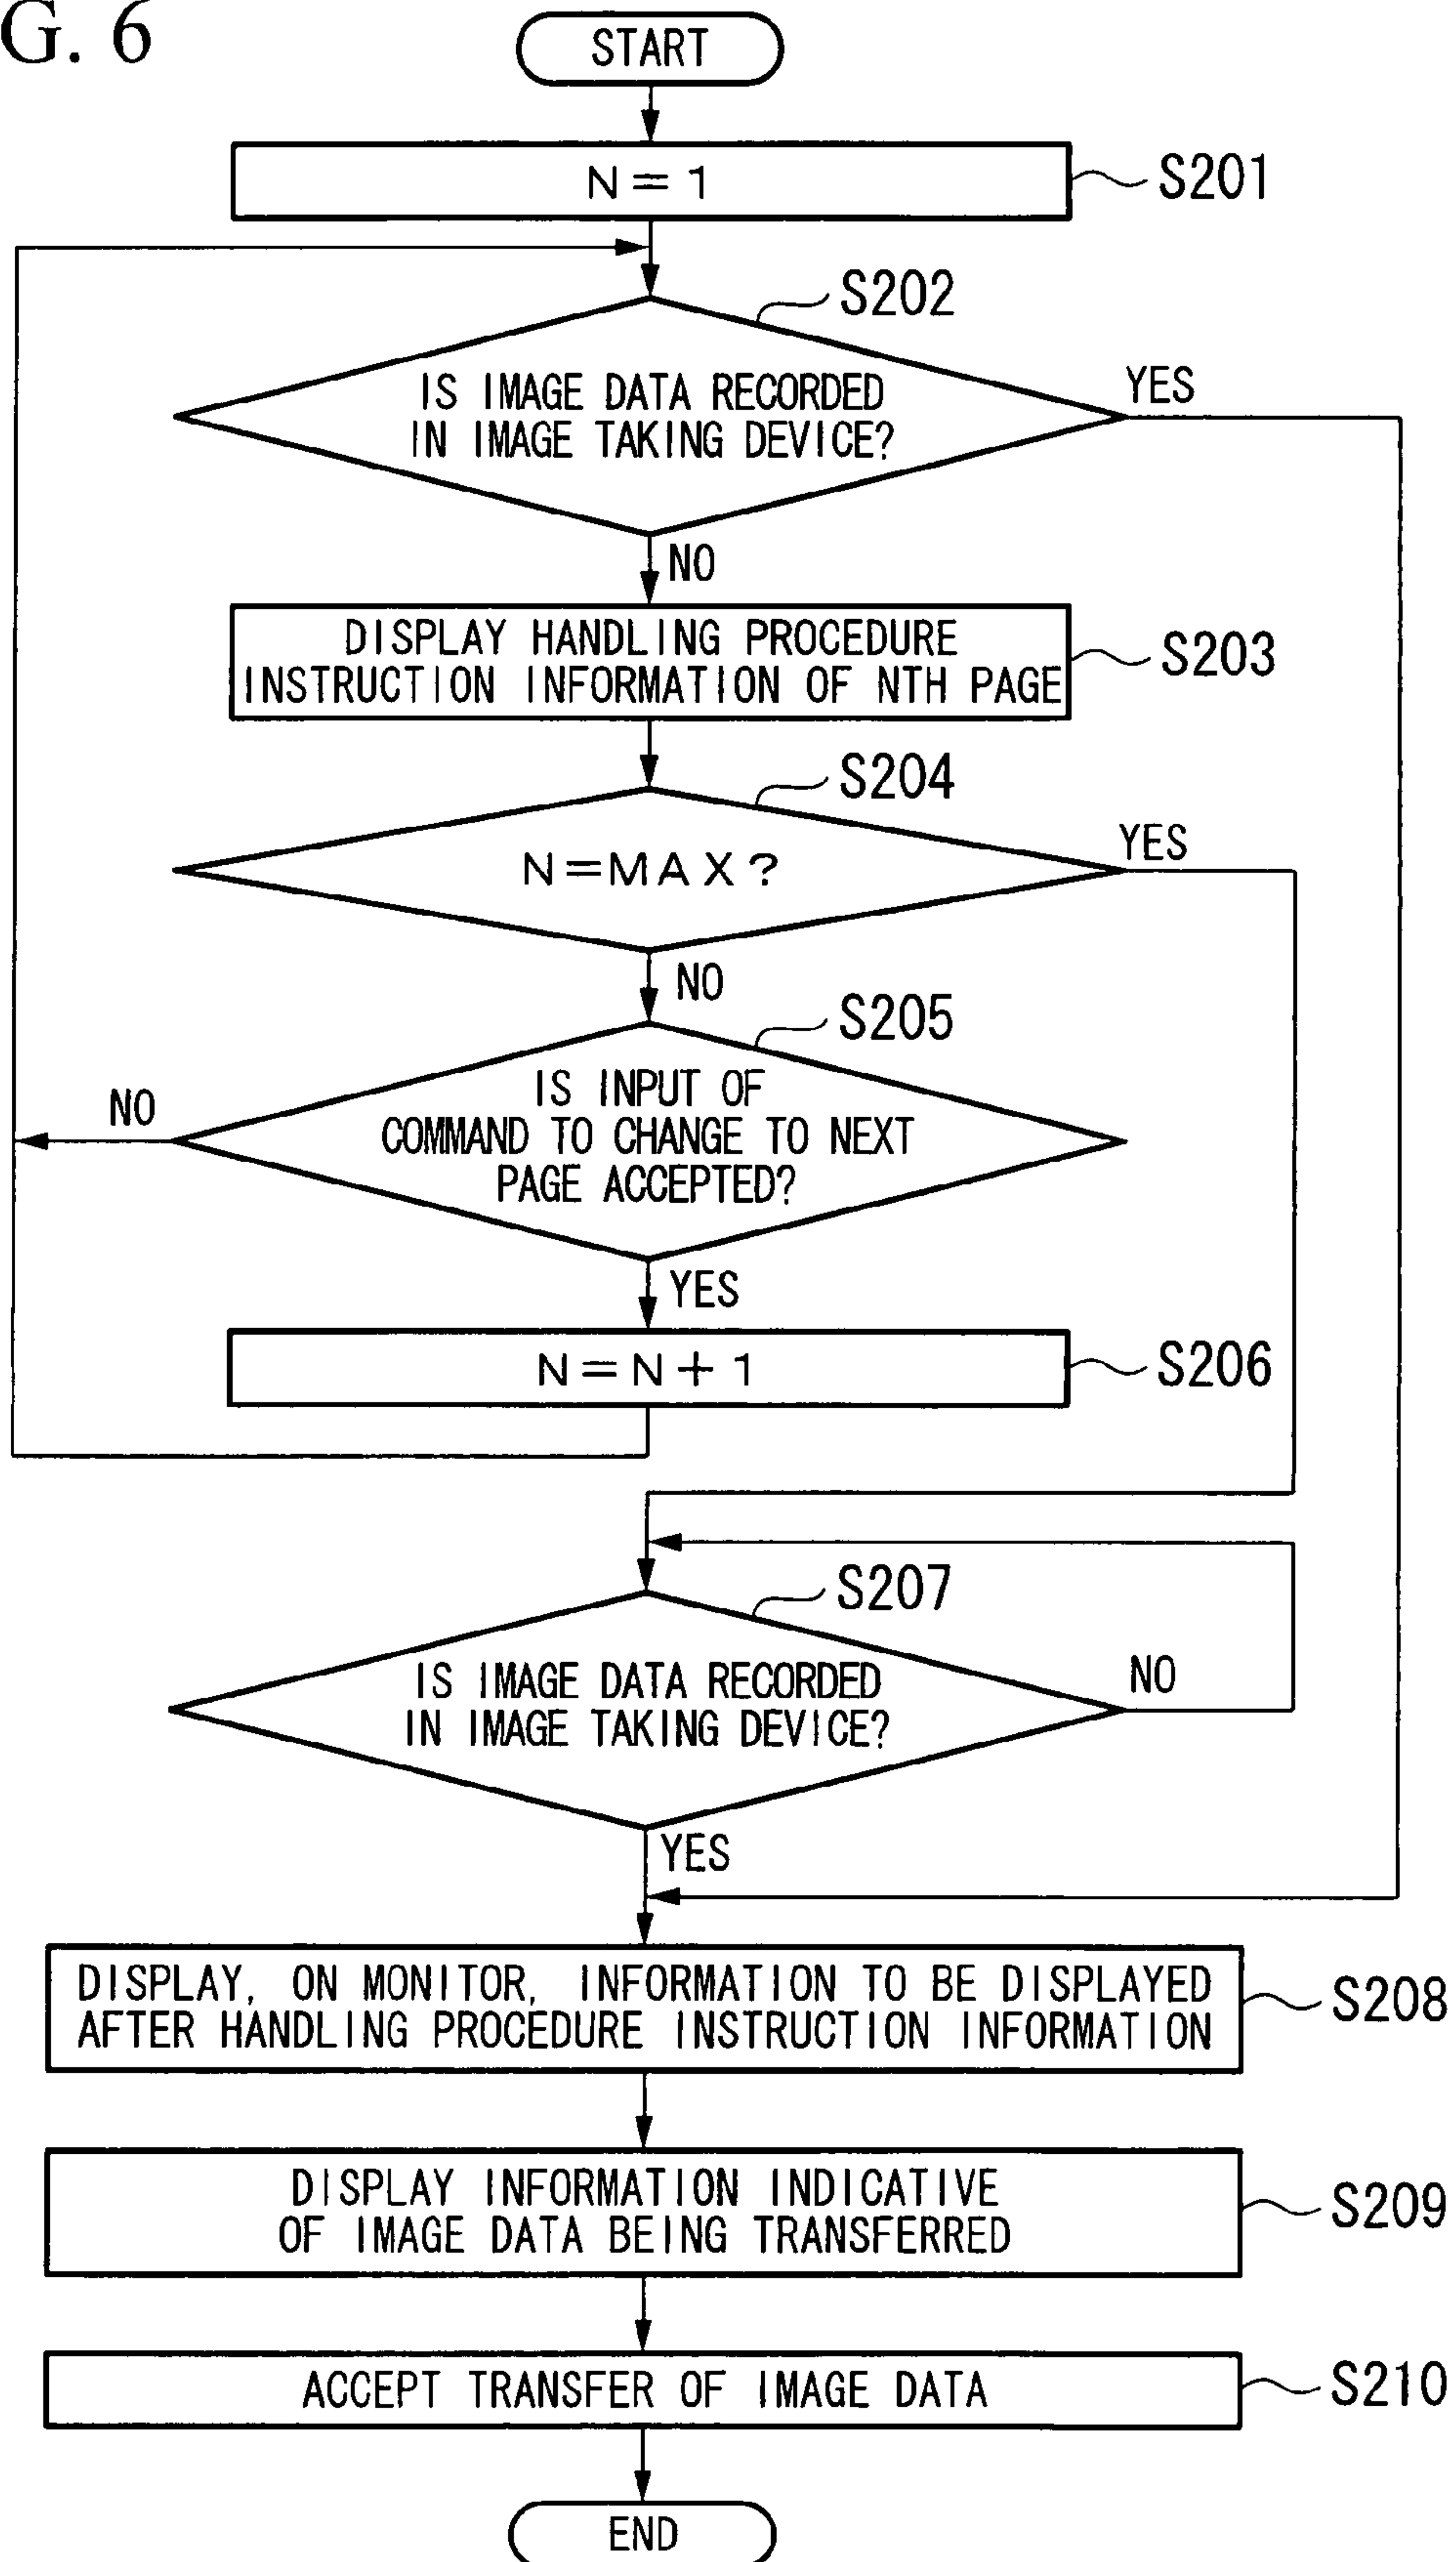 G. 6
START
N=1
S201
S202
IS IMAGE DATA RECORDED
IN IMAGE TAKING DEVICE?
YES
NO
DISPLAY HANDLING PROCEDURE
INSTRUCTION INFORMATION OF NTH PAGE
S203
S204
N=MAX?
YES
NO
S205
IS INPUT OF
COMMAND TO CHANGE TO NEXT
PAGE ACCEPTED?
NO
YES
N=N+1
S206
S207
IS IMAGE DATA RECORDED
IN IMAGE TAKING DEVICE?
NO
YES
DISPLAY, ON MONITOR, INFORMATION TO BE DISPLAYED
AFTER HANDLING PROCEDURE INSTRUCTION INFORMATION
S208
DISPLAY INFORMATION INDICATIVE
OF IMAGE DATA BEING TRANSFERRED
S209
ACCEPT TRANSFER OF IMAGE DATA
S210
END